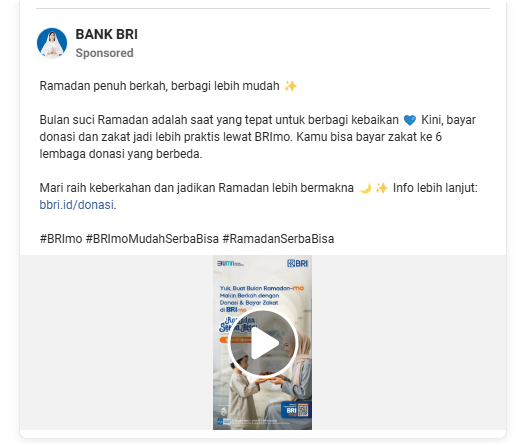 BANK BRI
Sponsored
Ramadan penuh berkah, berbagi lebih mudah ✨
Bulan suci Ramadan adalah saat yang tepat untuk berbagi kebaikan 💙 Kini, bayar
donasi dan zakat jadi lebih praktis lewat BRImo. Kamu bisa bayar zakat ke 6
lembaga donasi yang berbeda.
Mari raih keberkahan dan jadikan Ramadan lebih bermakna 🌙✨ Info lebih lanjut:
bbri.id/donasi.
#BRImo #BRImoMudahSerbaBisa #RamadanSerbaBisa
BUMN
BRI
Yuk, Buat Bulan Ramadan-mo
Makin Berkah dengan
Donasi & Bayar Zakat
di BRImo
BRI